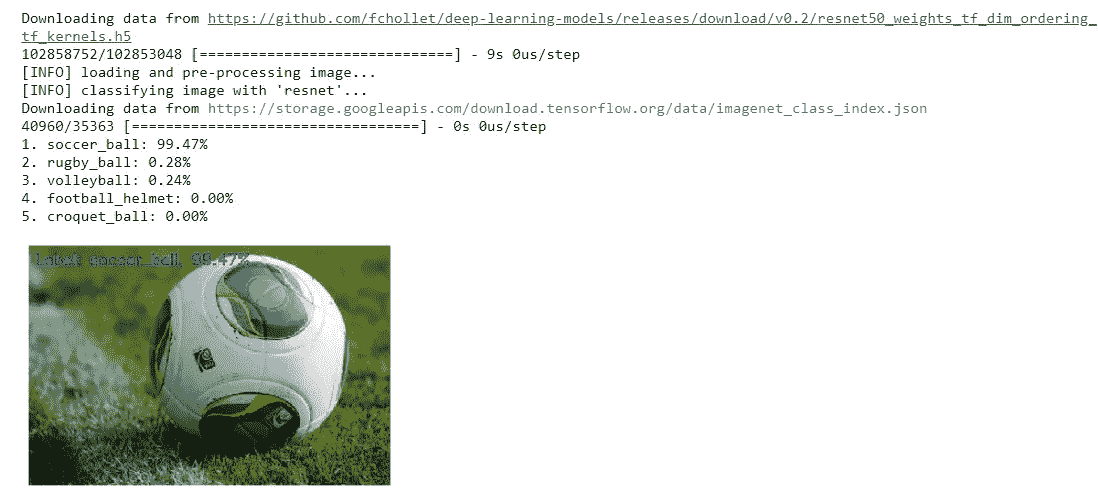 Downloading data from https://github.com/fchollet/deep-learning-models/releases/download/v0.2/resnet50_weights_tf_dim_ordering_
tf_kernels.h5
102858752/102853048 [==============================] - 9s 0us/step
[INFO] loading and pre-processing image...
[INFO] classifying image with 'resnet'...
Downloading data from https://storage.googleapis.com/download.tensorflow.org/data/imagenet_class_index.json
40960/35363 [==================================] - 0s 0us/step
1. soccer_ball: 99.47%
2. rugby_ball: 0.28%
3. volleyball: 0.24%
4. football_helmet: 0.00%
5. croquet_ball: 0.00%
Label: soccer_ball, 99.47%